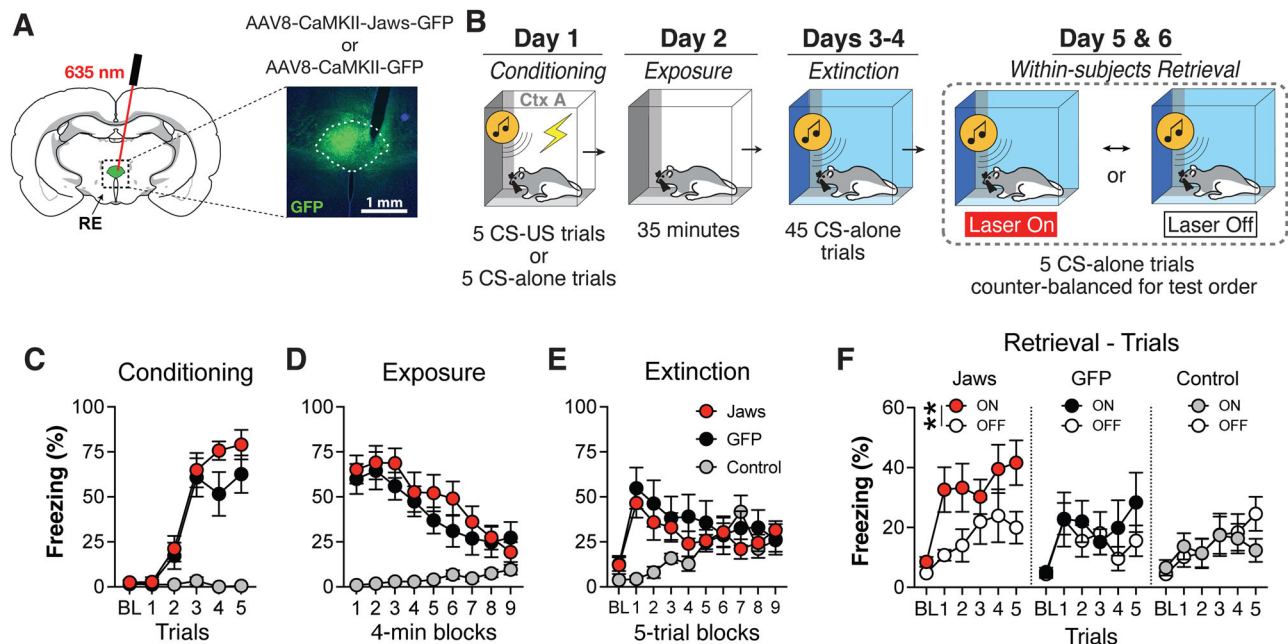 A
AAV8-CaMKII-Jaws-GFP
or
AAV8-CaMKII-GFP
635 nm
RE
GFP
1 mm
B
Day 1
Conditioning
Ctx A
5 CS-US trials
or
5 CS-alone trials
Day 2
Exposure
35 minutes
Days 3-4
Extinction
45 CS-alone
trials
Day 5 & 6
Within-subjects Retrieval
Laser On
or
Laser Off
5 CS-alone trials
counter-balanced for test order
C
Conditioning
Freezing (%)
100
75
50
25
0
BL 1 2 3 4 5
Trials
D
Exposure
100
75
50
25
0
1 2 3 4 5 6 7 8 9
4-min blocks
E
Extinction
Jaws
GFP
Control
100
75
50
25
0
BL 1 2 3 4 5 6 7 8 9
5-trial blocks
F
Retrieval - Trials
Jaws
ON
OFF
**
GFP
ON
OFF
Control
ON
OFF
Freezing (%)
60
40
20
0
BL 1 2 3 4 5 BL 1 2 3 4 5 BL 1 2 3 4 5
Trials